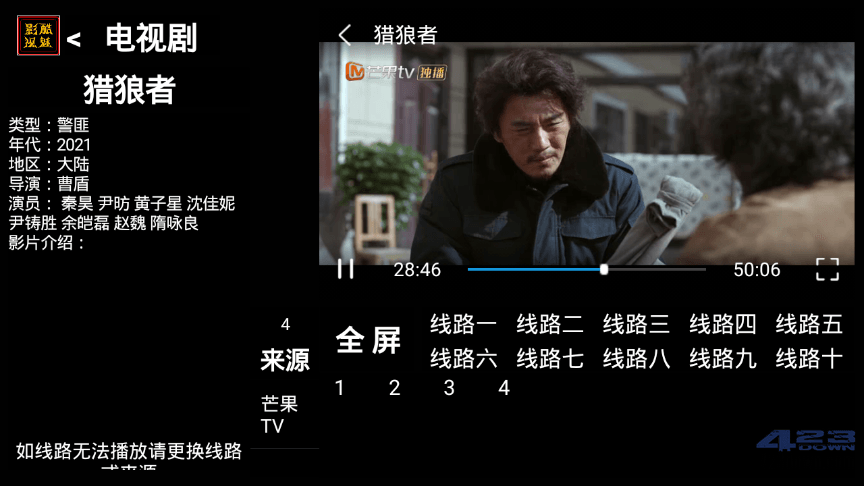 影酷
视魅
< 电视剧
猎狼者
类型：警匪
年代：2021
地区：大陆
导演：曹盾
演员： 秦昊 尹昉 黄子星 沈佳妮
尹铸胜 余皑磊 赵魏 隋咏良
影片介绍：
如线路无法播放请更换线路
或来源
猎狼者
芒果tv 独播
28:46
50:06
4
来源
芒果
TV
全屏
线路一 线路二 线路三 线路四 线路五
线路六 线路七 线路八 线路九 线路十
1 2 3 4
423
DOWN